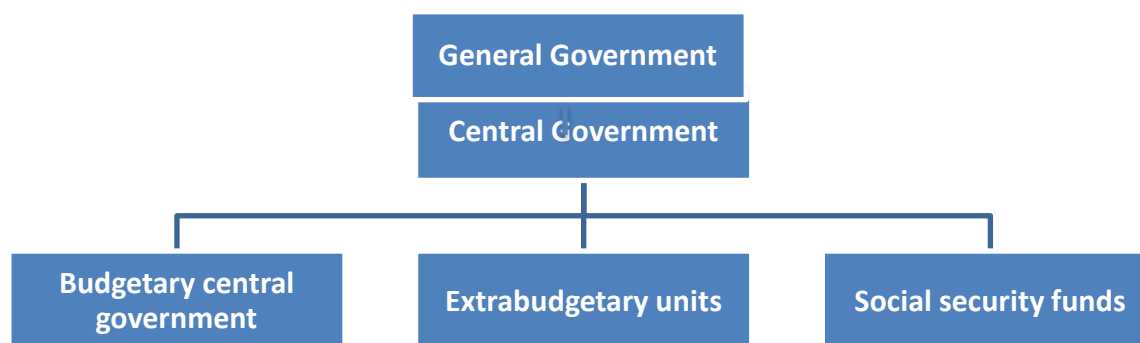 General Government
Central Government
Budgetary central
government
Extrabudgetary units
Social security funds